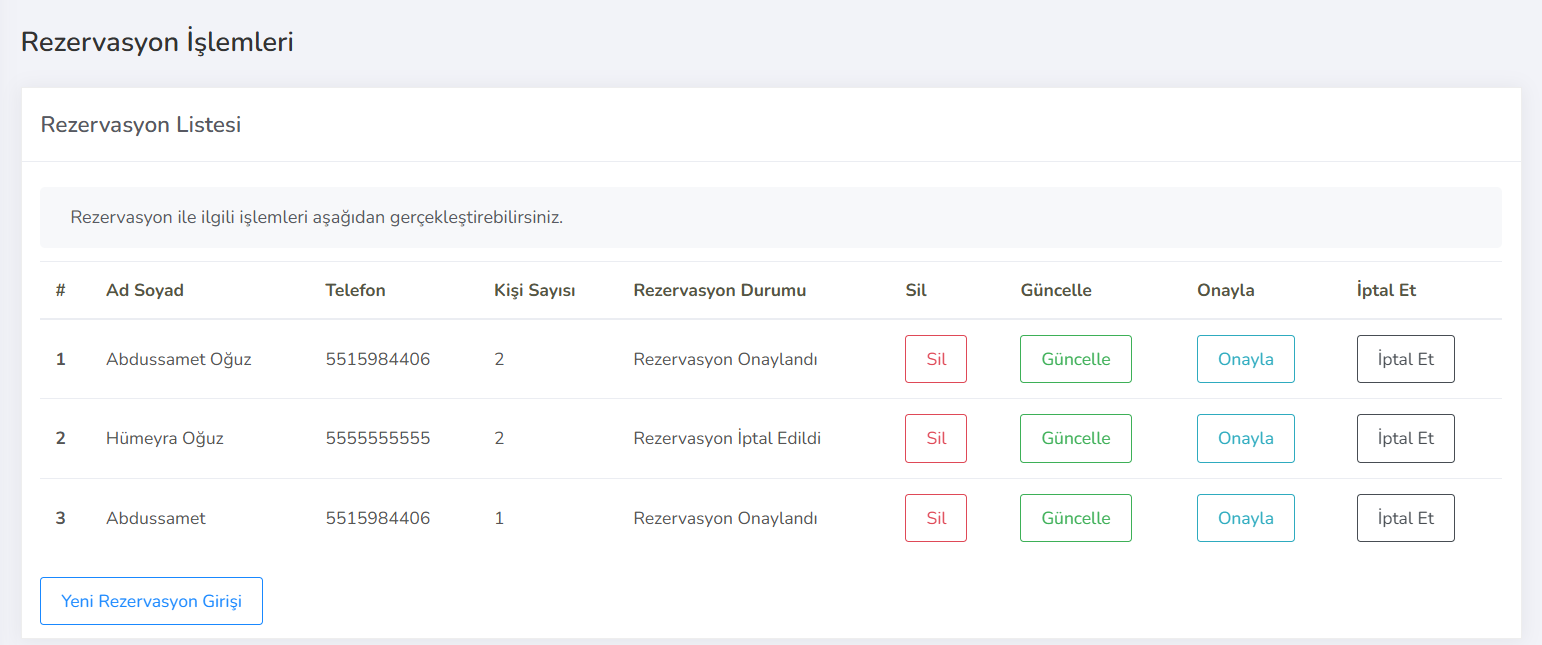 Rezervasyon İşlemleri
Rezervasyon Listesi
Rezervasyon ile ilgili işlemleri aşağıdan gerçekleştirebilirsiniz.
# Ad Soyad Telefon Kişi Sayısı Rezervasyon Durumu Sil Güncelle Onayla İptal Et
1 Abdussamet Oğuz 5515984406 2 Rezervasyon Onaylandı Sil Güncelle Onayla İptal Et
2 Hümeyra Oğuz 5555555555 2 Rezervasyon İptal Edildi Sil Güncelle Onayla İptal Et
3 Abdussamet 5515984406 1 Rezervasyon Onaylandı Sil Güncelle Onayla İptal Et
Yeni Rezervasyon Girişi